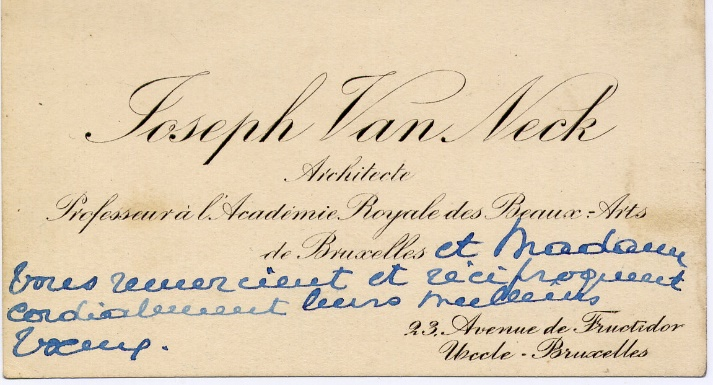 Joseph Van Neck
Architecte
Professeur à l'Académie Royale des Beaux-Arts
de Bruxelles et Madame
vous remercient et réciproquent
cordialement leurs meilleurs
vœux.
23, Avenue de Fructidor
Uccle - Bruxelles